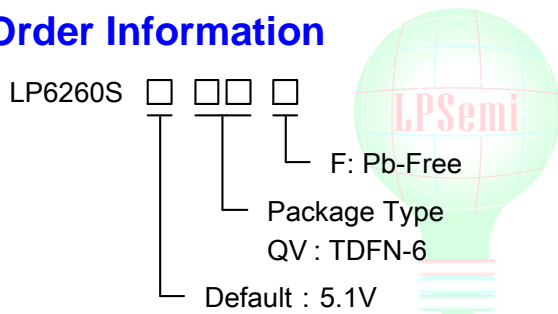 Order Information
LP6260S □ □□ □
LPSemi
F: Pb-Free
Package Type
QV : TDFN-6
Default : 5.1V